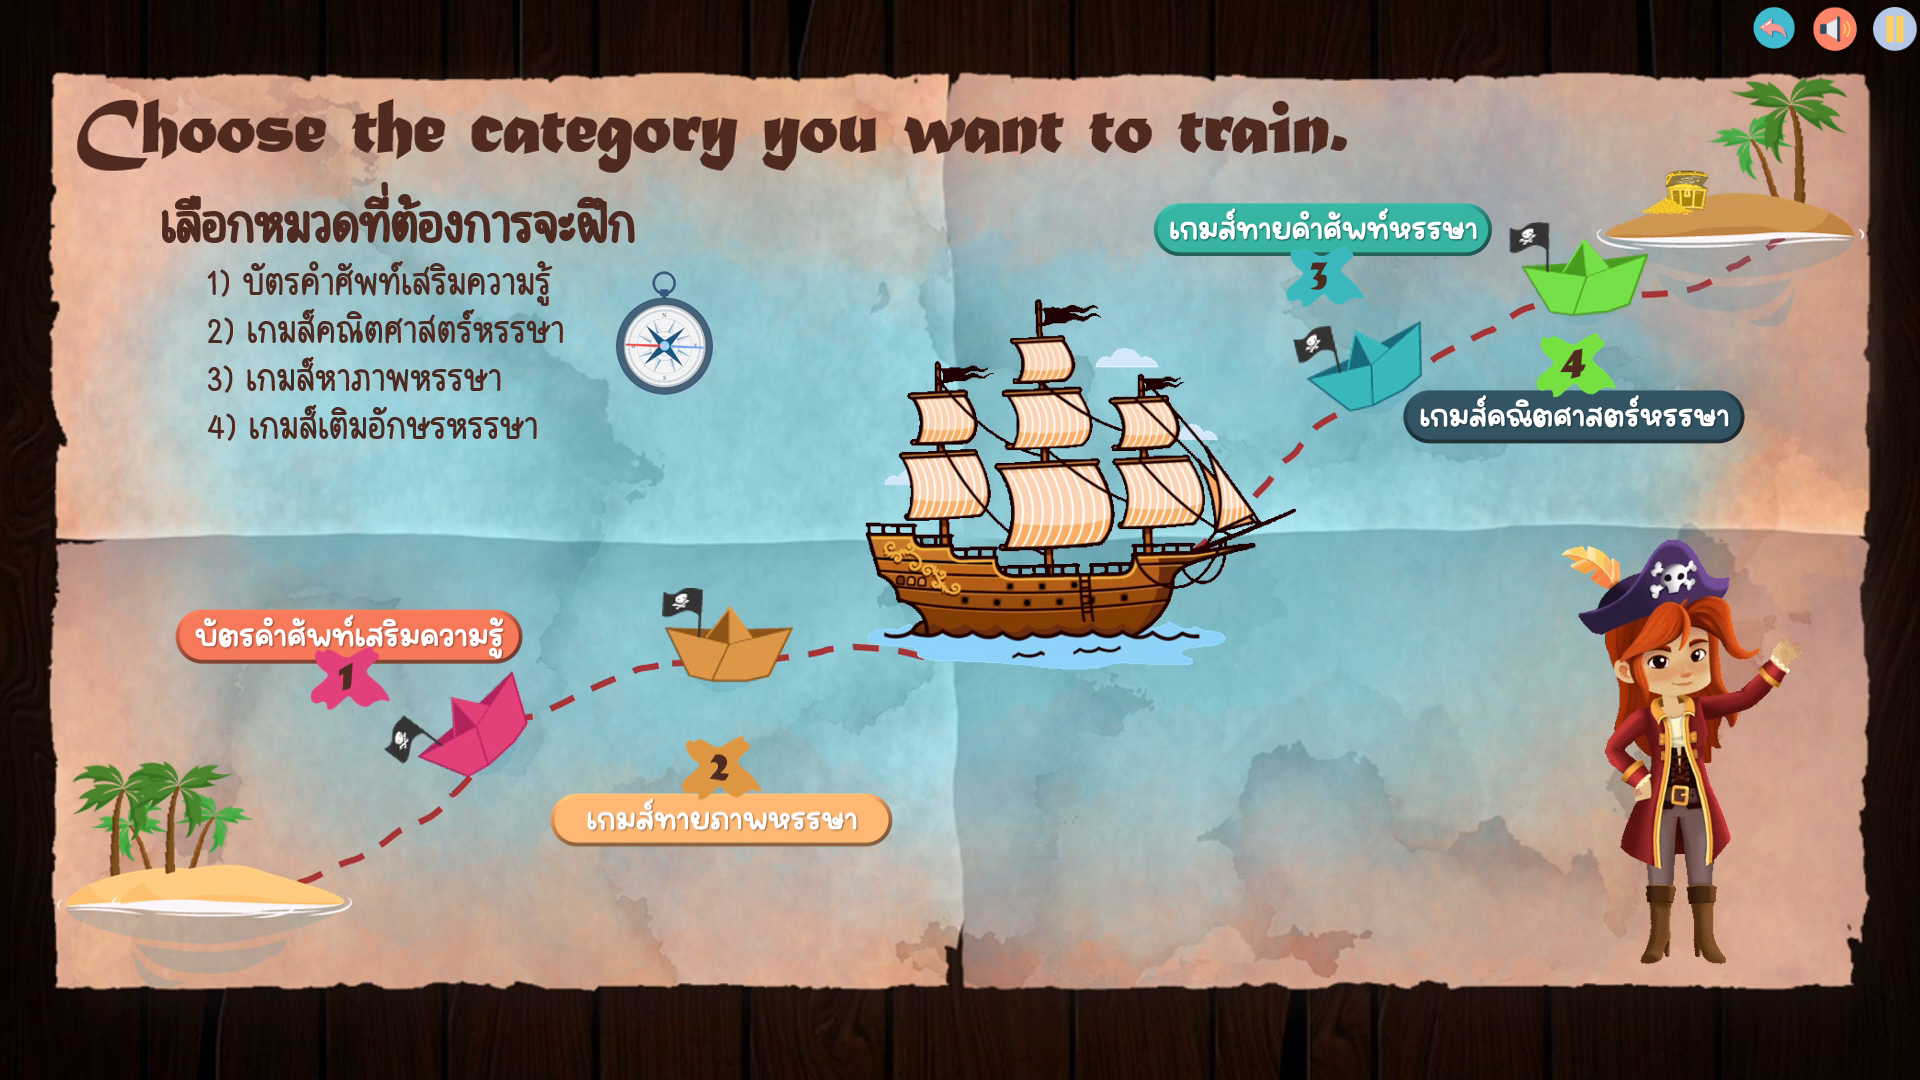 Choose the category you want to train.
เลือกหมวดที่ต้องการจะฝึก
1) บัตรคำศัพท์เสริมความรู้
2) เกมส์คณิตศาสตร์หรรษา
3) เกมส์หาภาพหรรษา
4) เกมส์เติมอักษรหรรษา
เกมส์ทายคำศัพท์หรรษา
3
4
เกมส์คณิตศาสตร์หรรษา
บัตรคำศัพท์เสริมความรู้
1
2
เกมส์ทายภาพหรรษา